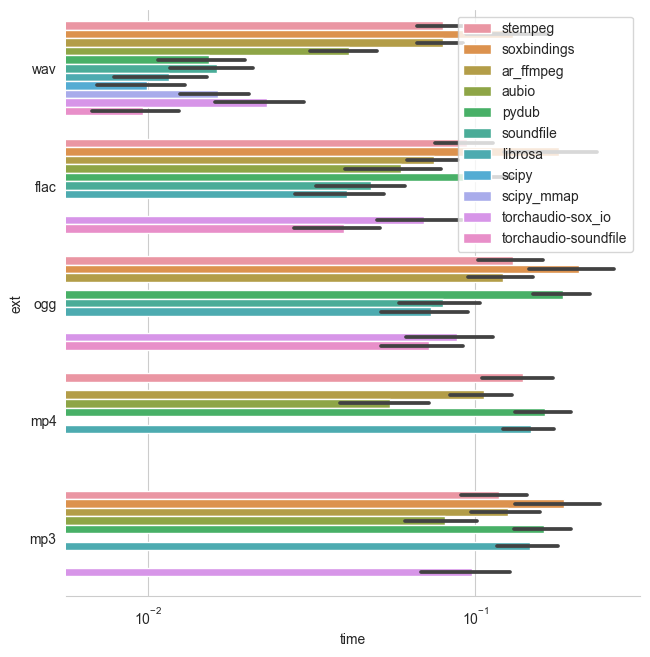 stempeg
soxbindings
ar_ffmpeg
aubio
pydub
soundfile
librosa
scipy
scipy_mmap
torchaudio-sox_io
torchaudio-soundfile
wav
flac
ogg
mp4
mp3
ext
10⁻² 10⁻¹
time